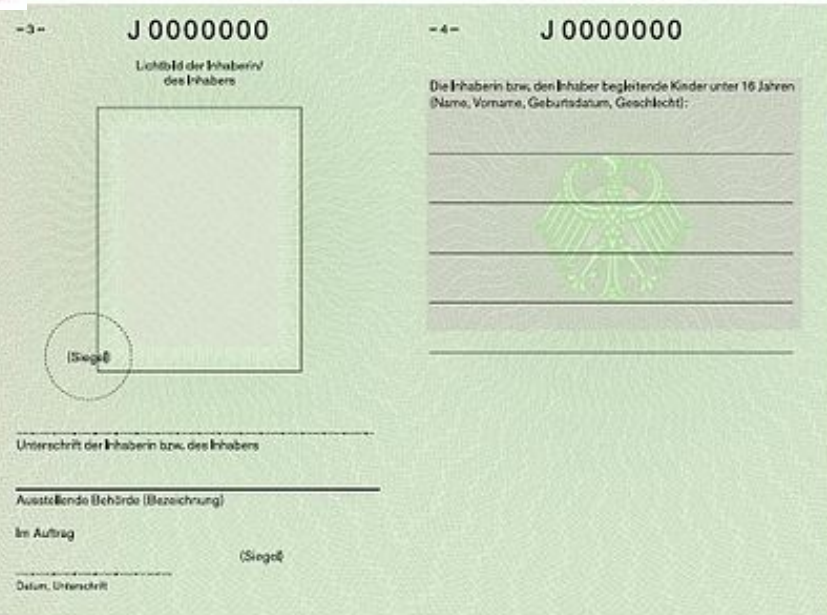 -3-
J 0000000
Lichtbild der Inhaberin/
des Inhabers
(Siegel)
Unterschrift der Inhaberin bzw. des Inhabers
Ausstellende Behörde (Bezeichnung)
Im Auftrag
(Siegel)
Datum, Unterschrift
-4-
J 0000000
Die Inhaberin bzw. den Inhaber begleitende Kinder unter 16 Jahren
(Name, Vorname, Geburtsdatum, Geschlecht):